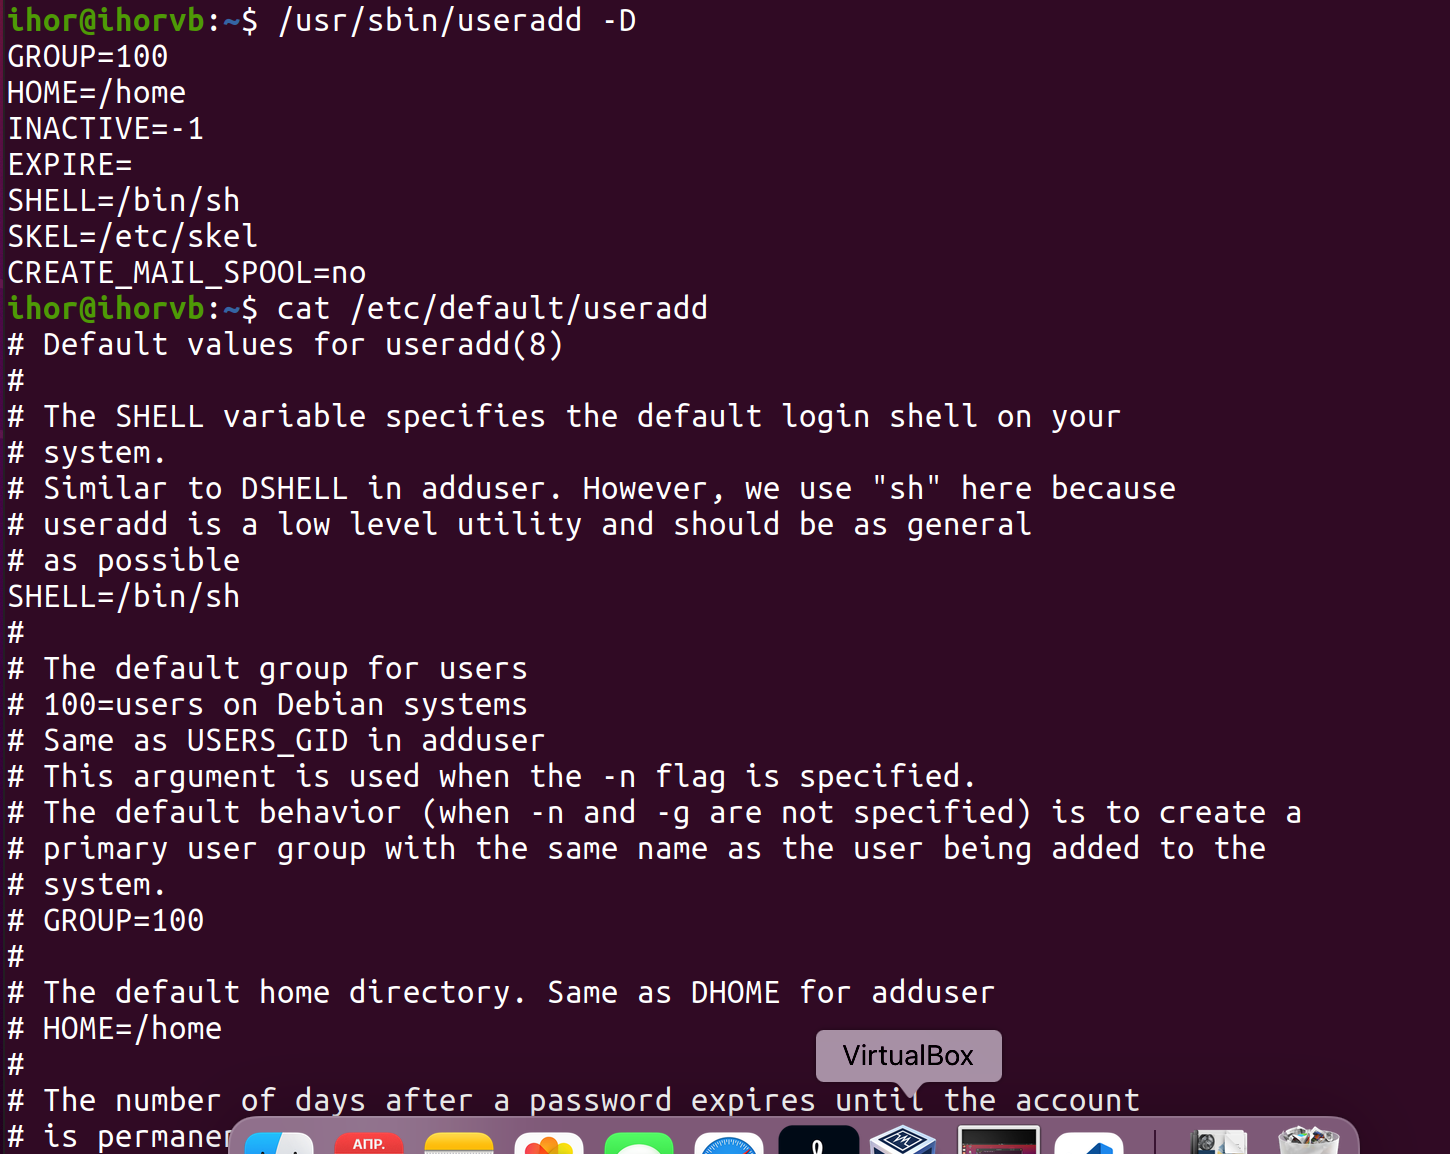 ihor@ihorvb:~$ /usr/sbin/useradd -D
GROUP=100
HOME=/home
INACTIVE=-1
EXPIRE=
SHELL=/bin/sh
SKEL=/etc/skel
CREATE_MAIL_SPOOL=no
ihor@ihorvb:~$ cat /etc/default/useradd
# Default values for useradd(8)
#
# The SHELL variable specifies the default login shell on your
# system.
# Similar to DSHELL in adduser. However, we use "sh" here because
# useradd is a low level utility and should be as general
# as possible
SHELL=/bin/sh
#
# The default group for users
# 100=users on Debian systems
# Same as USERS_GID in adduser
# This argument is used when the -n flag is specified.
# The default behavior (when -n and -g are not specified) is to create a
# primary user group with the same name as the user being added to the
# system.
# GROUP=100
#
# The default home directory. Same as DHOME for adduser
# HOME=/home
#
VirtualBox
# The number of days after a password expires until the account
# is
АПР.